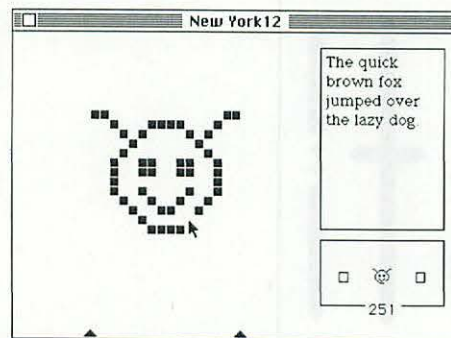 New York12
The quick
brown fox
jumped over
the lazy dog
251